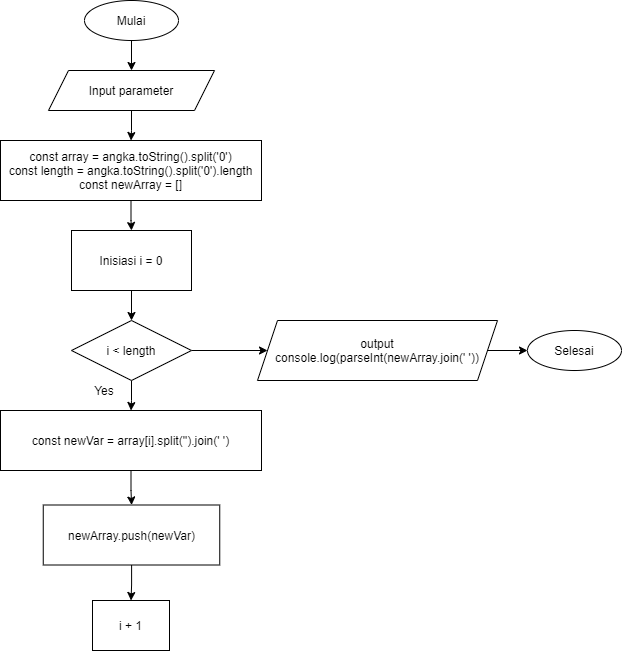 Mulai
Input parameter
const array = angka.toString().split('0')
const length = angka.toString().split('0').length
const newArray = []
Inisiasi i = 0
i < length
output
console.log(parseInt(newArray.join(' '))
Selesai
Yes
const newVar = array[i].split('').join(' ')
newArray.push(newVar)
i + 1